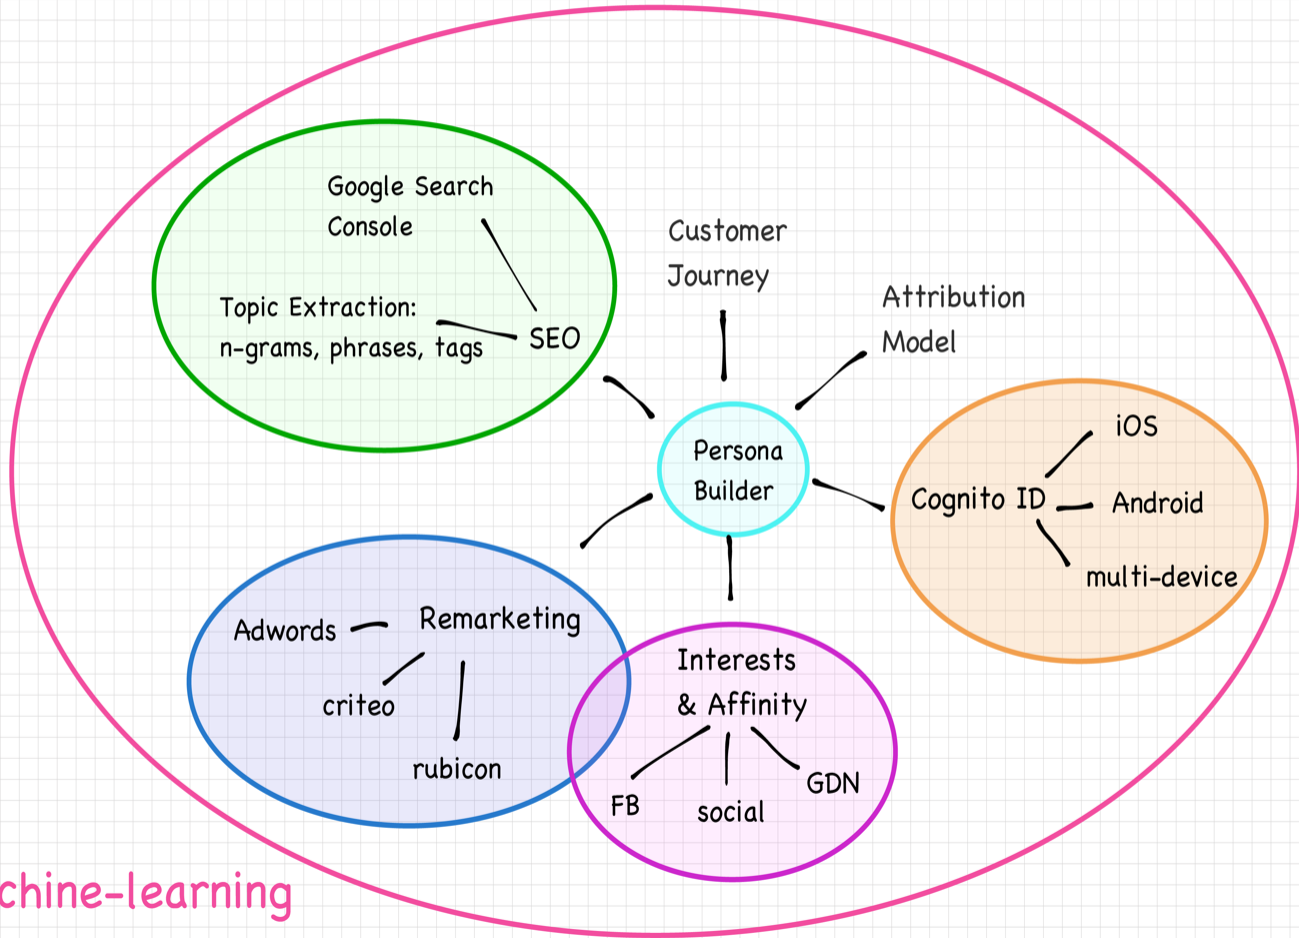 Google Search
Console
Topic Extraction:
n-grams, phrases, tags
SEO
Customer
Journey
Attribution
Model
Persona
Builder
Cognito ID
iOS
Android
multi-device
Remarketing
Adwords
criteo
rubicon
Interests
& Affinity
FB
social
GDN
chine-learning